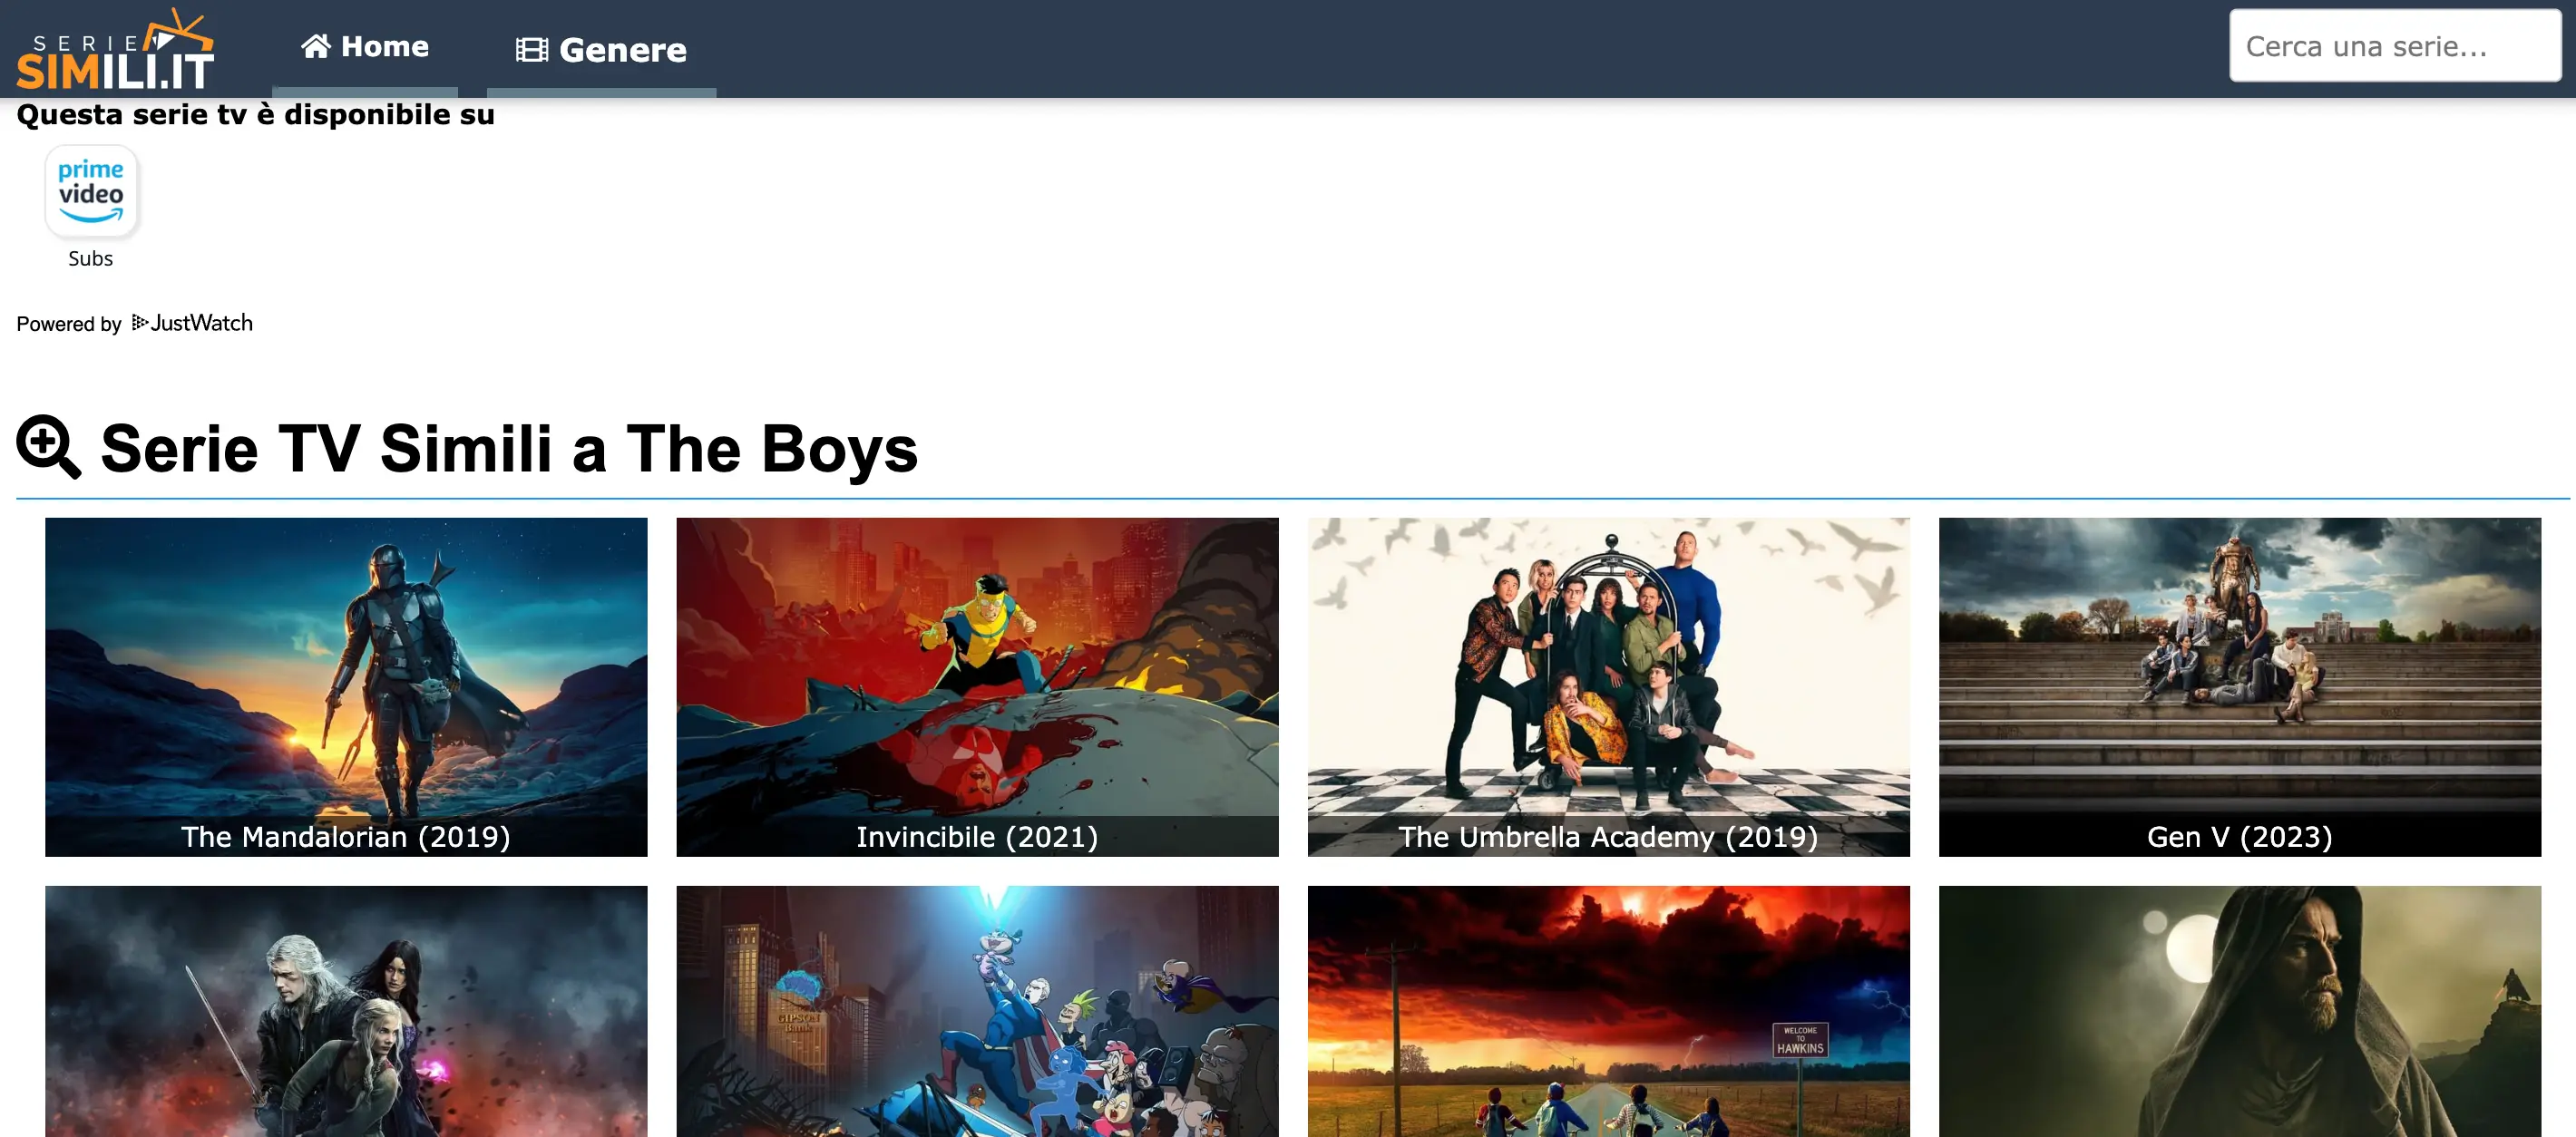 SERIE
SIMILI.IT
Home
Genere
Cerca una serie...
Questa serie tv è disponibile su
prime
video
Subs
Powered by JustWatch
Serie TV Simili a The Boys
The Mandalorian (2019)
Invincibile (2021)
The Umbrella Academy (2019)
Gen V (2023)
GIPSON
Bank
WELCOME
TO
HAWKINS